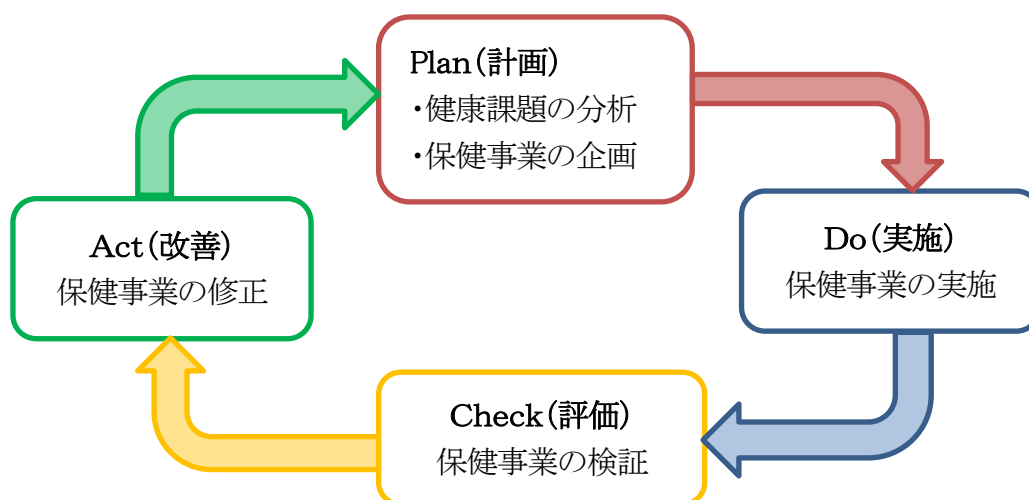 Plan(計画)
・健康課題の分析
・保健事業の企画
Do(実施)
保健事業の実施
Check(評価)
保健事業の検証
Act(改善)
保健事業の修正